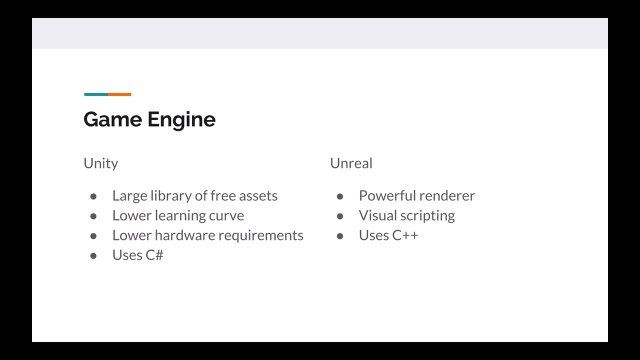 Game Engine
Unity
● Large library of free assets
● Lower learning curve
● Lower hardware requirements
● Uses C#
Unreal
● Powerful renderer
● Visual scripting
● Uses C++